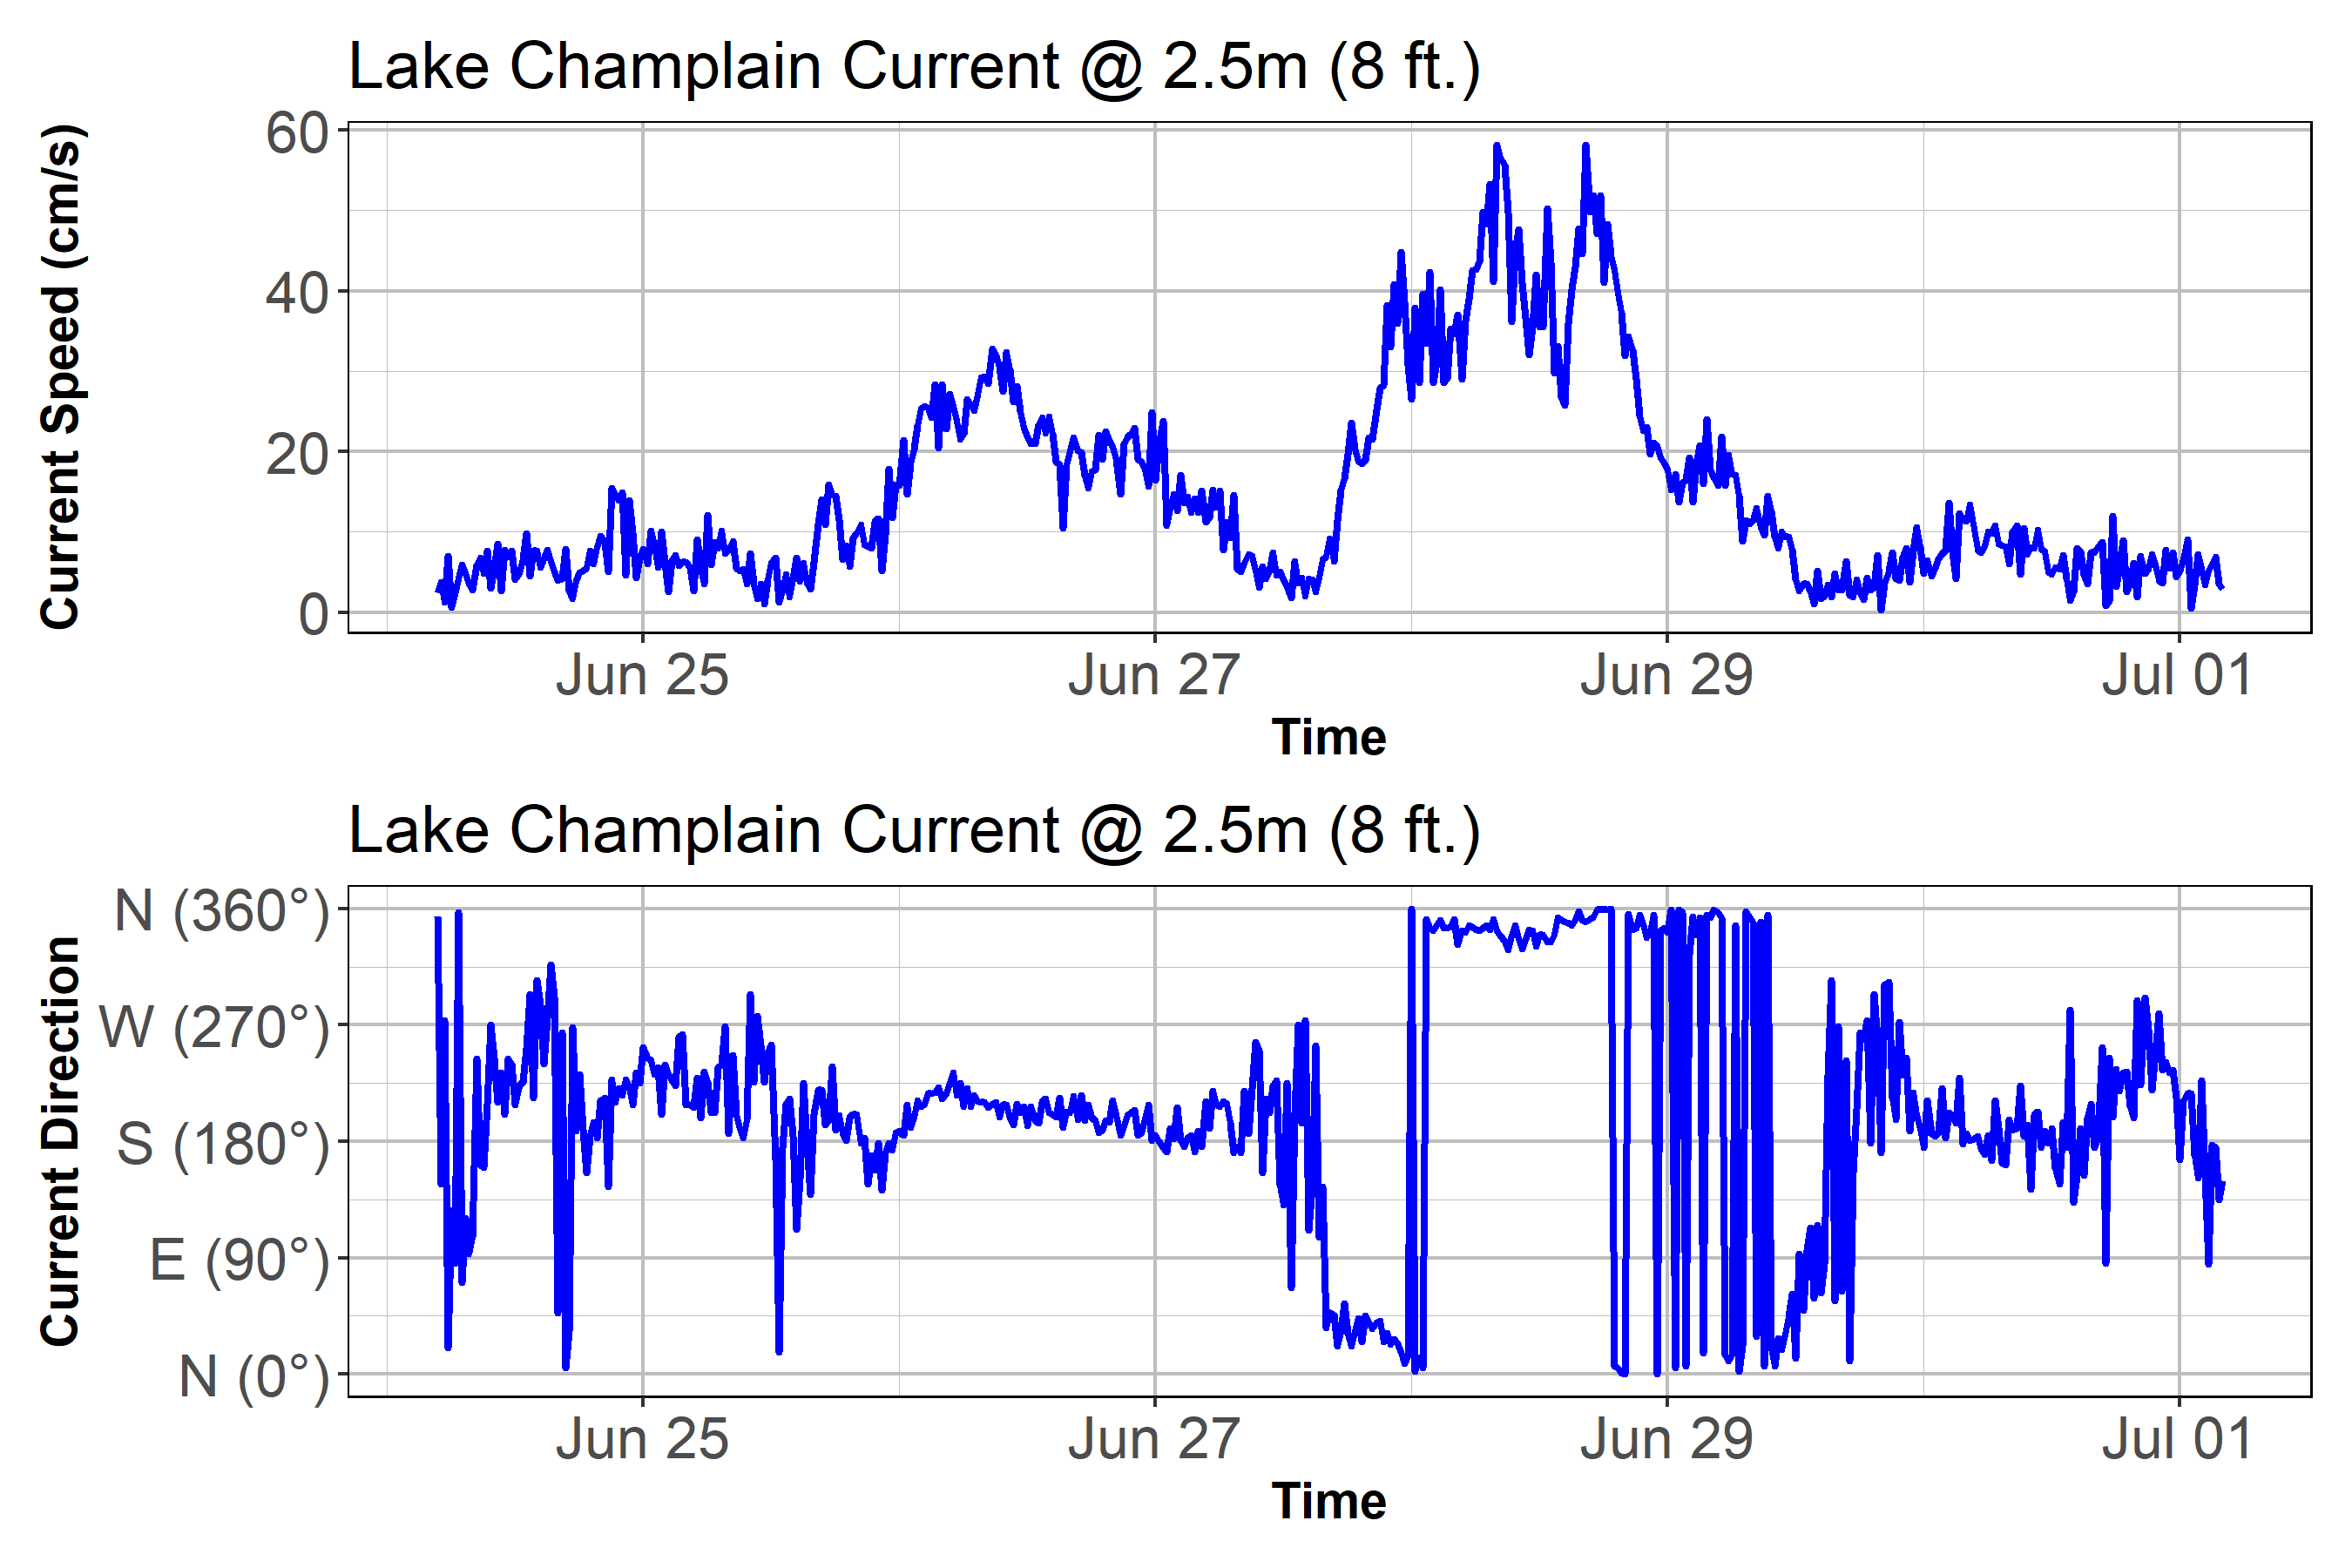 Lake Champlain Current @ 2.5m (8 ft.)
Current Speed (cm/s)
60
40
20
0
Jun 25 Jun 27 Jun 29 Jul 01
Time
Lake Champlain Current @ 2.5m (8 ft.)
Current Direction
N (360°)
W (270°)
S (180°)
E (90°)
N (0°)
Jun 25 Jun 27 Jun 29 Jul 01
Time